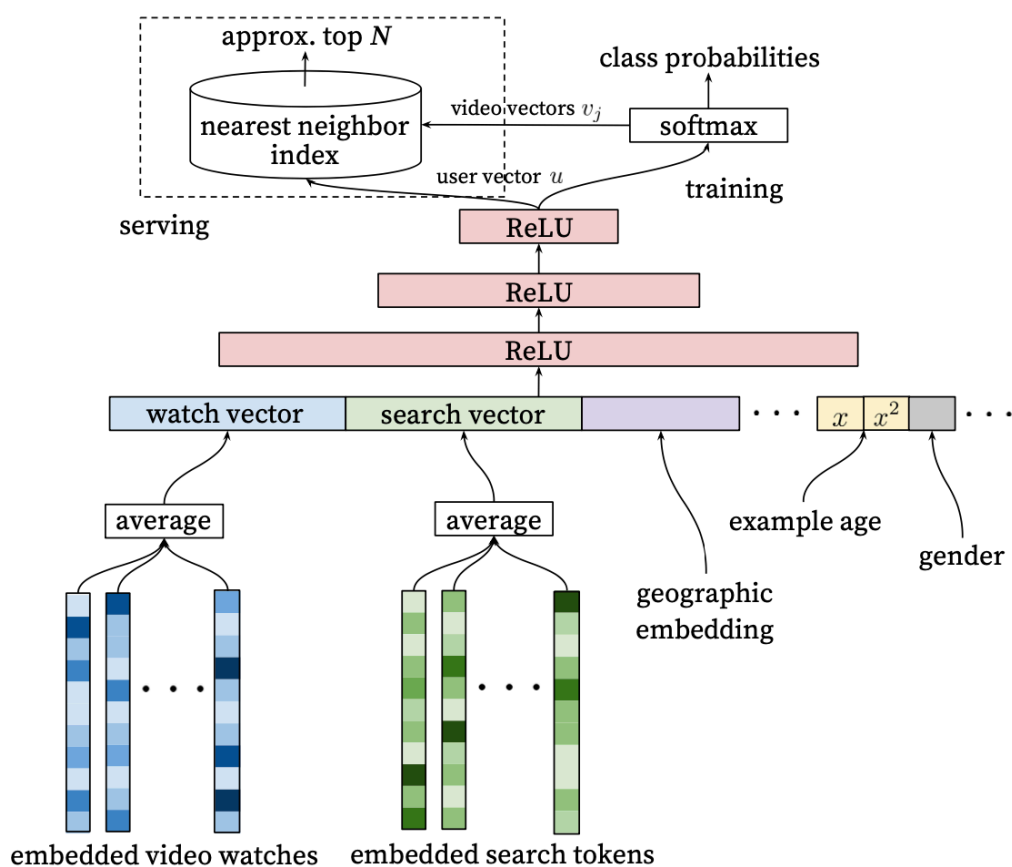 approx. top N
class probabilities
video vectors v_j
softmax
nearest neighbor
index
user vector u
training
serving
ReLU
ReLU
ReLU
watch vector
search vector
...
x
x²
...
average
average
example age
gender
geographic
embedding
...
...
embedded video watches
embedded search tokens